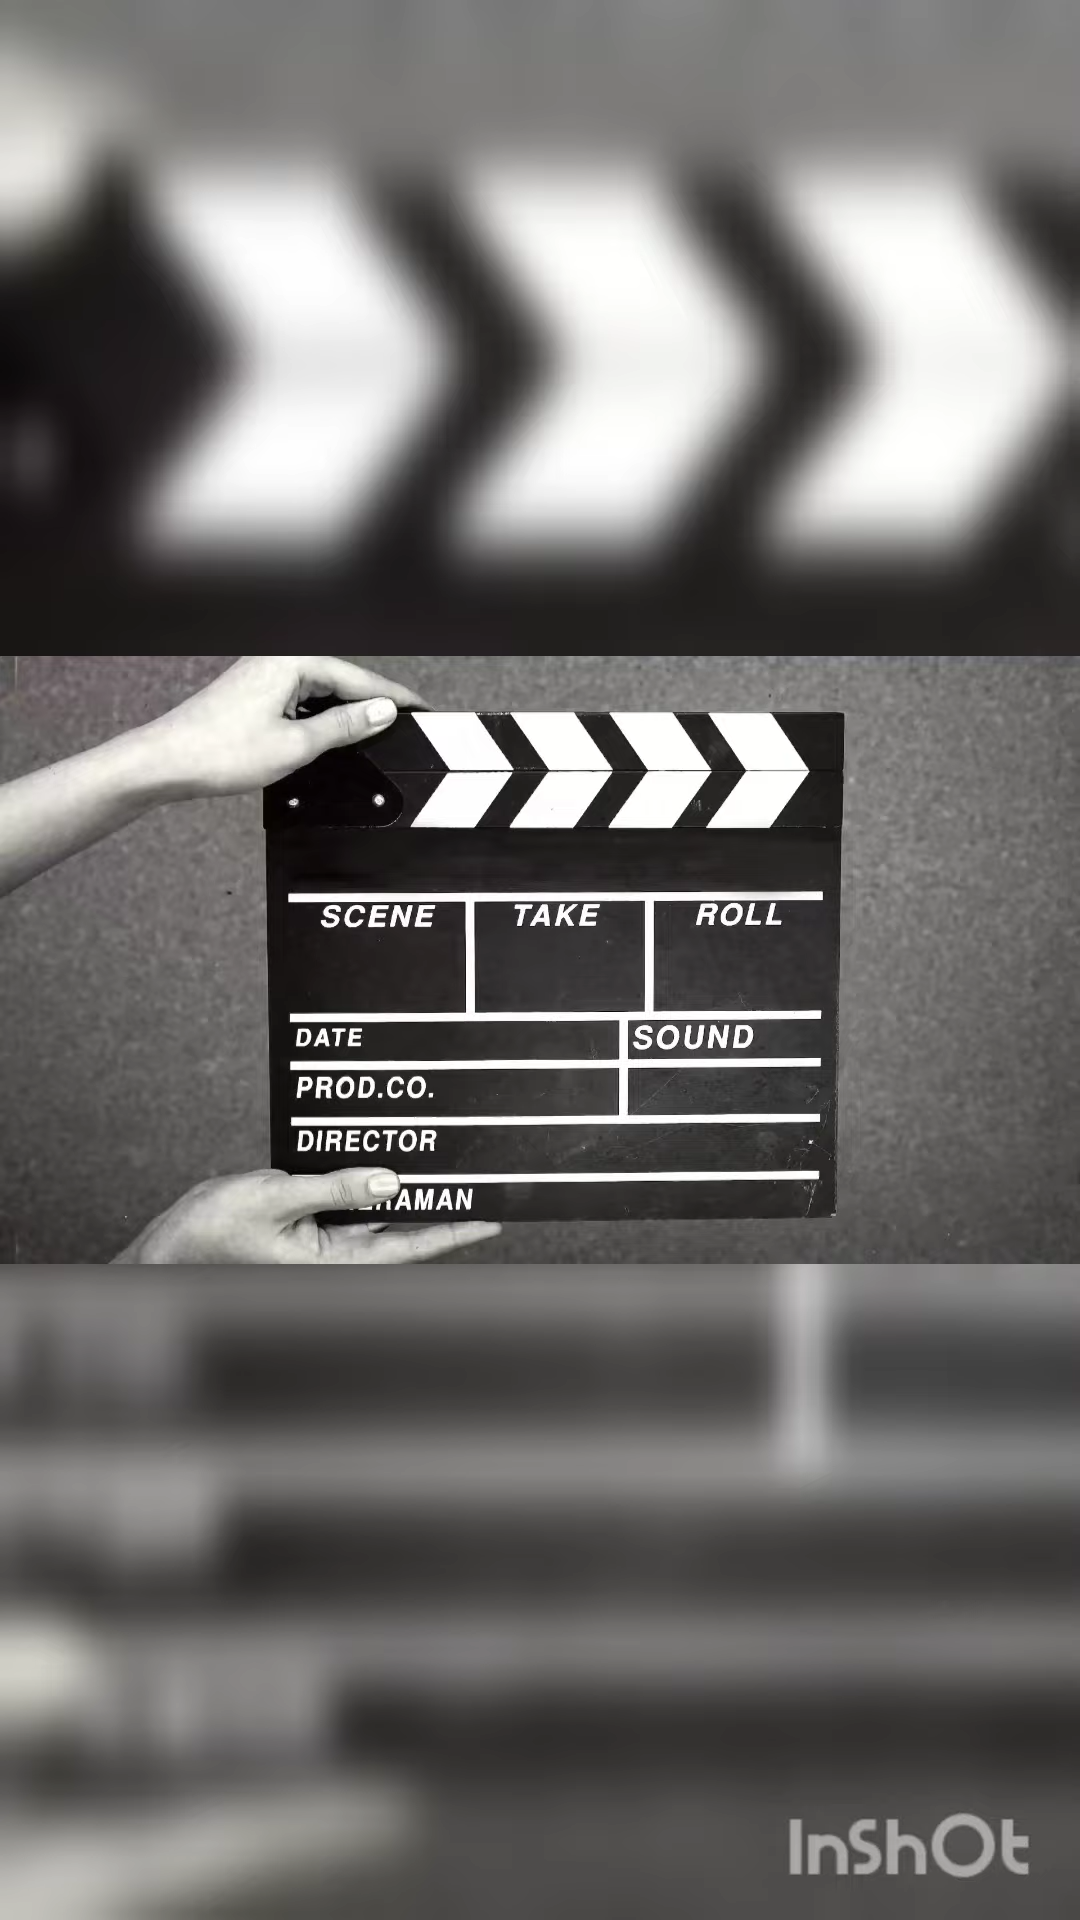 SCENE TAKE ROLL
DATE SOUND
PROD.CO.
DIRECTOR
InShOt